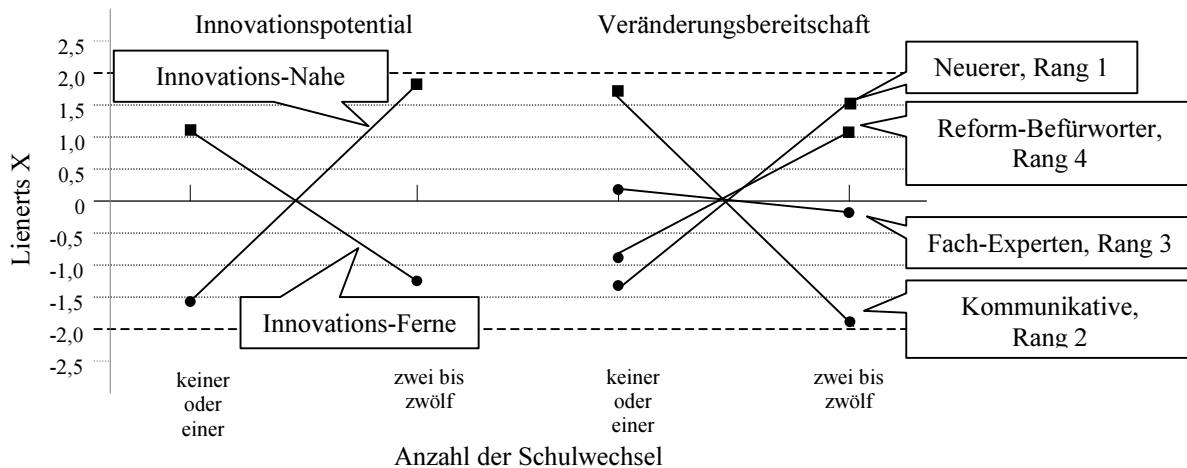 Innovationspotential
Veränderungsbereitschaft
2,5
2,0
1,5
1,0
0,5
0
-0,5
-1,0
-1,5
-2,0
-2,5
Lienerts X
Innovations-Nahe
Innovations-Ferne
Neuerer, Rang 1
Reform-Befürworter,
Rang 4
Fach-Experten, Rang 3
Kommunikative,
Rang 2
keiner
oder
einer
zwei bis
zwölf
keiner
oder
einer
zwei bis
zwölf
Anzahl der Schulwechsel